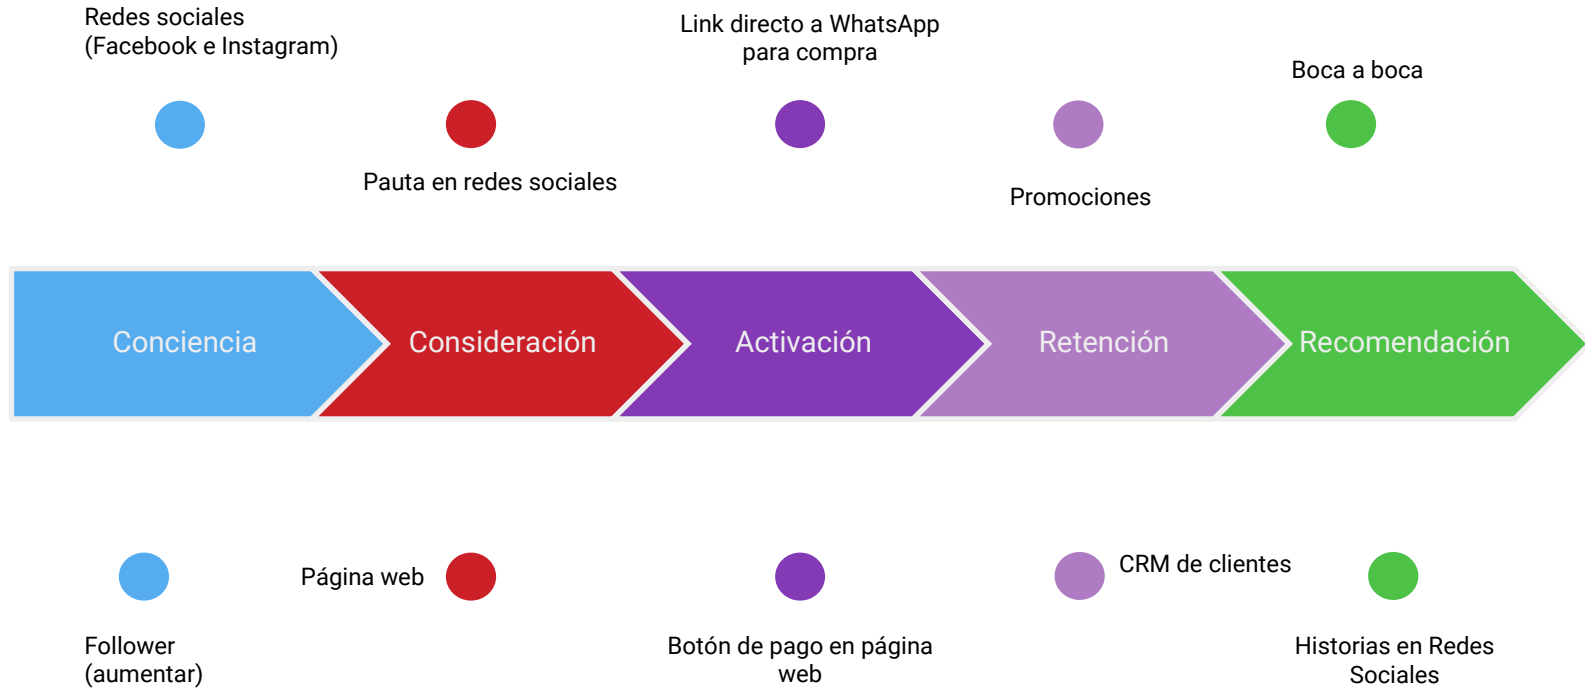 Redes sociales
(Facebook e Instagram)
Link directo a WhatsApp
para compra
Boca a boca
Pauta en redes sociales
Promociones
Conciencia
Consideración
Activación
Retención
Recomendación
Página web
CRM de clientes
Follower
(aumentar)
Botón de pago en página
web
Historias en Redes
Sociales